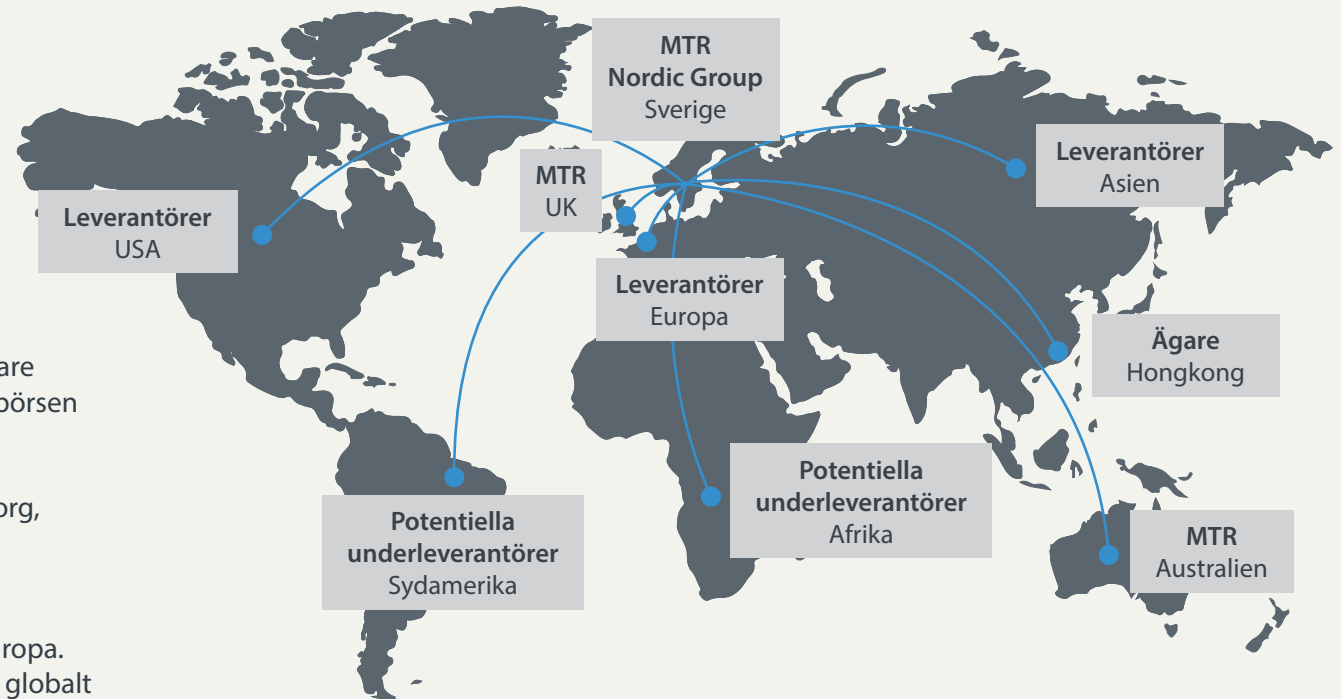 MTR
Nordic Group
Sverige
MTR
UK
Leverantörer
Asien
Leverantörer
USA
Leverantörer
Europa
Ägare
Hongkong
Potentiella
underleverantörer
Afrika
Potentiella
underleverantörer
Sydamerika
MTR
Australien
are
börsen
org,
ropa.
globalt